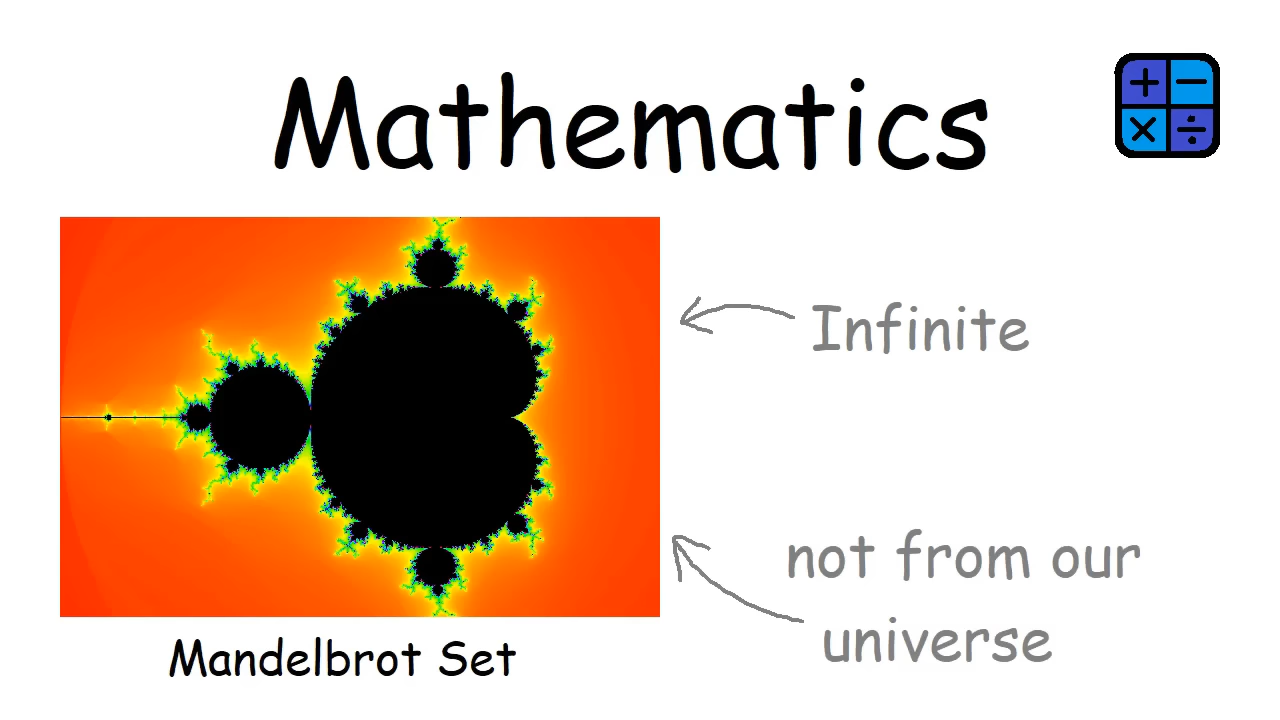 Mathematics
Infinite
not from our
universe
Mandelbrot Set